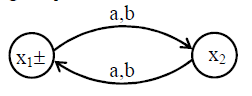 a,b
x₁± x₂
a,b